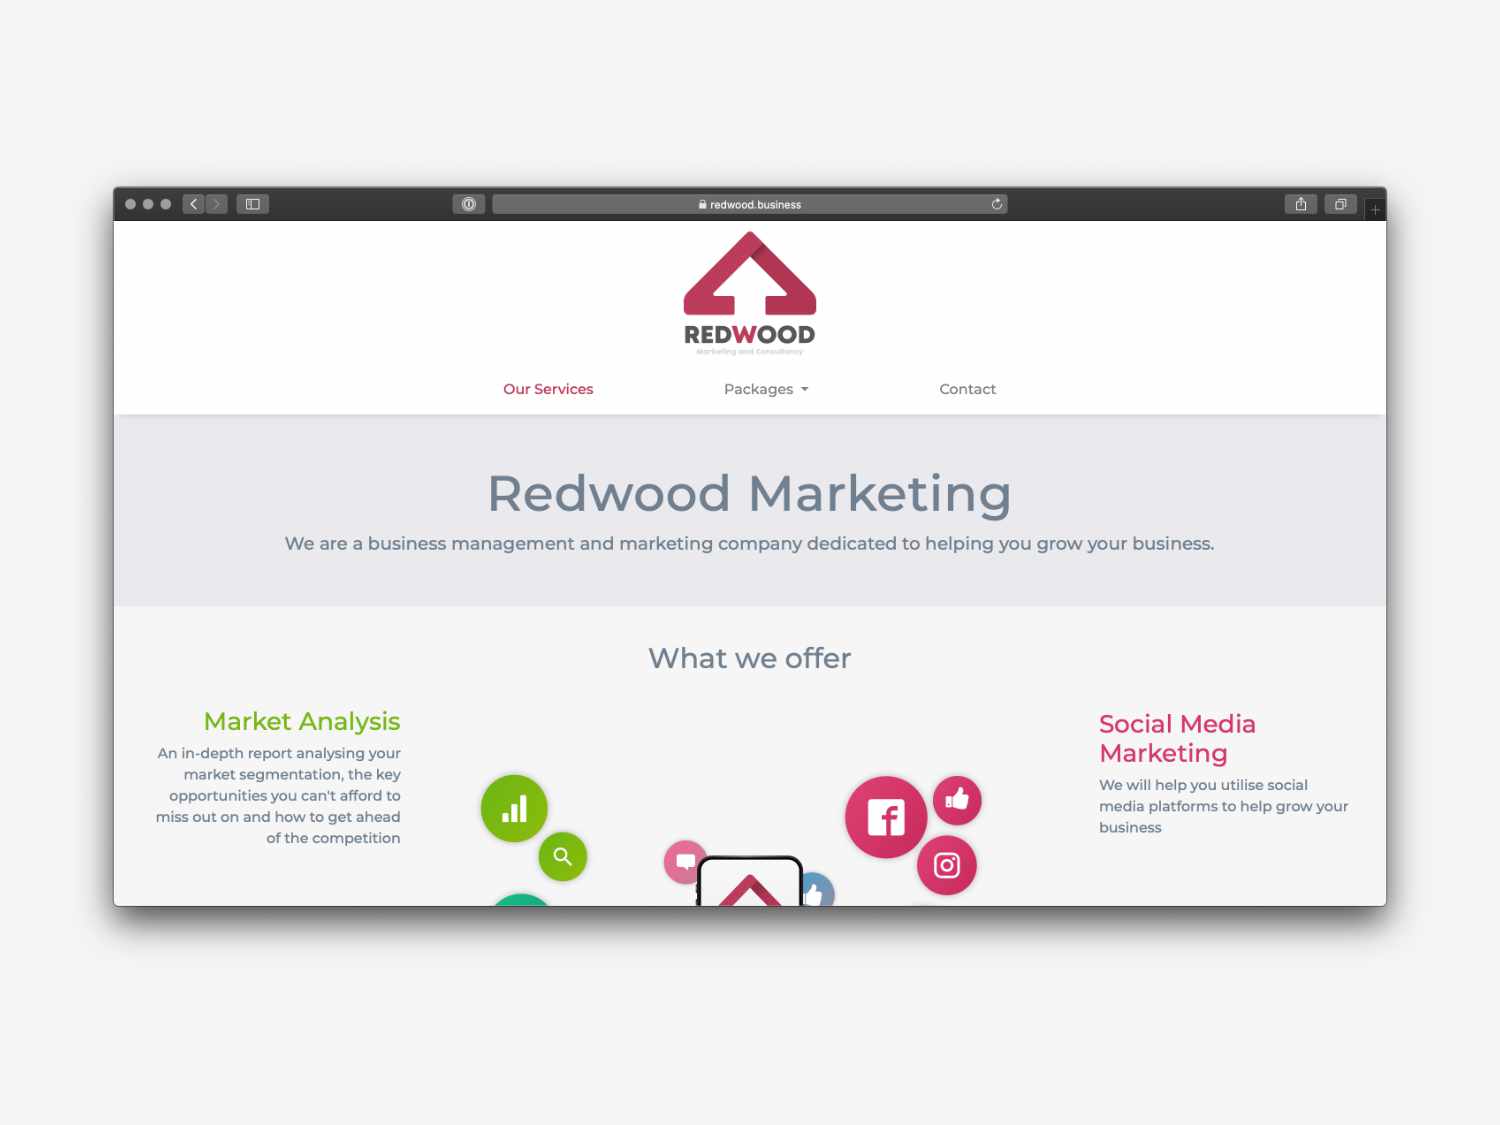 redwood.business
REDWOOD
Marketing and Consultancy
Our Services
Packages
Contact
Redwood Marketing
We are a business management and marketing company dedicated to helping you grow your business.
What we offer
Market Analysis
An in-depth report analysing your
market segmentation, the key
opportunities you can't afford to
miss out on and how to get ahead
of the competition
Social Media
Marketing
We will help you utilise social
media platforms to help grow your
business